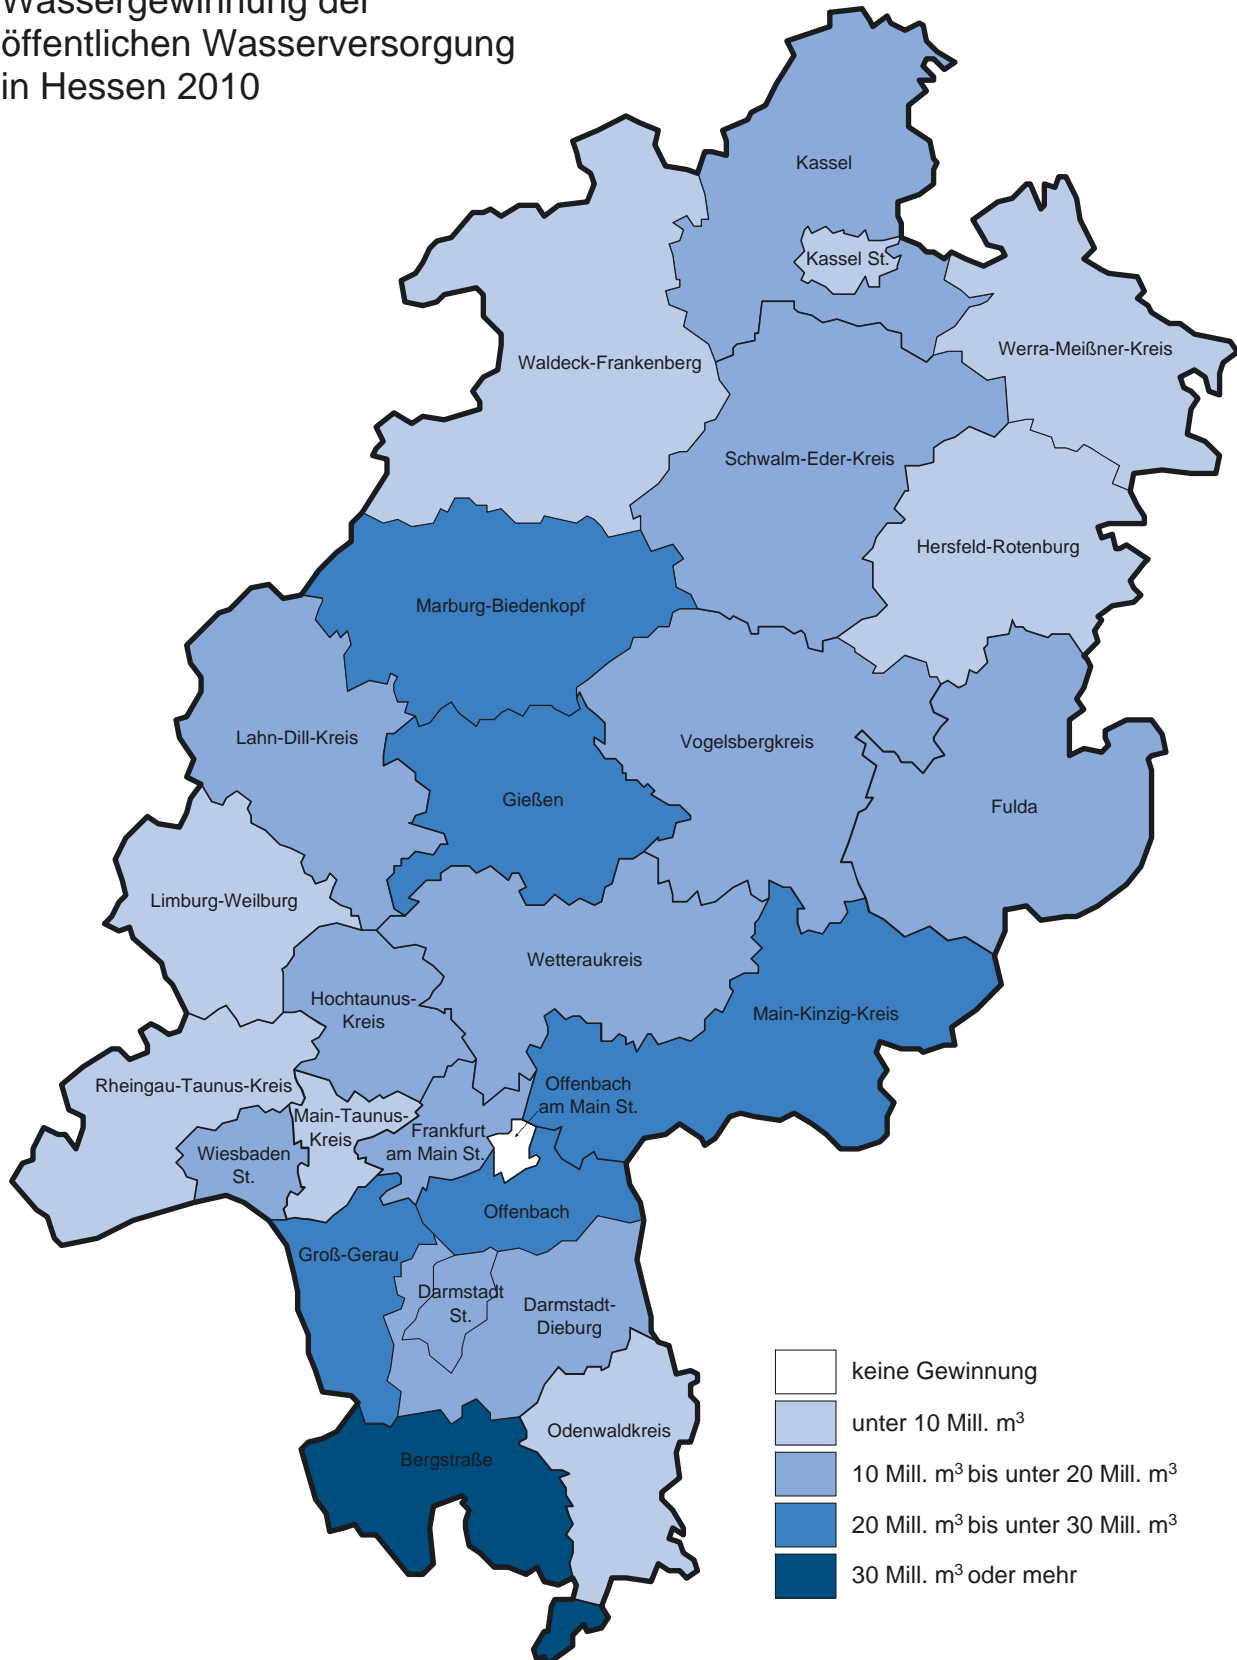 Wassergewinnung der
öffentlichen Wasserversorgung
in Hessen 2010
Kassel
Kassel St.
Werra-Meißner-Kreis
Waldeck-Frankenberg
Schwalm-Eder-Kreis
Hersfeld-Rotenburg
Marburg-Biedenkopf
Lahn-Dill-Kreis
Vogelsbergkreis
Gießen
Fulda
Limburg-Weilburg
Wetteraukreis
Hochtaunus-
Kreis
Main-Kinzig-Kreis
Rheingau-Taunus-Kreis
Offenbach
am Main St.
Main-Taunus-
Kreis
Frankfurt
am Main St.
Wiesbaden
St.
Offenbach
Groß-Gerau
Darmstadt
St.
Darmstadt-
Dieburg
Odenwaldkreis
Bergstraße
keine Gewinnung
unter 10 Mill. m³
10 Mill. m³ bis unter 20 Mill. m³
20 Mill. m³ bis unter 30 Mill. m³
30 Mill. m³ oder mehr